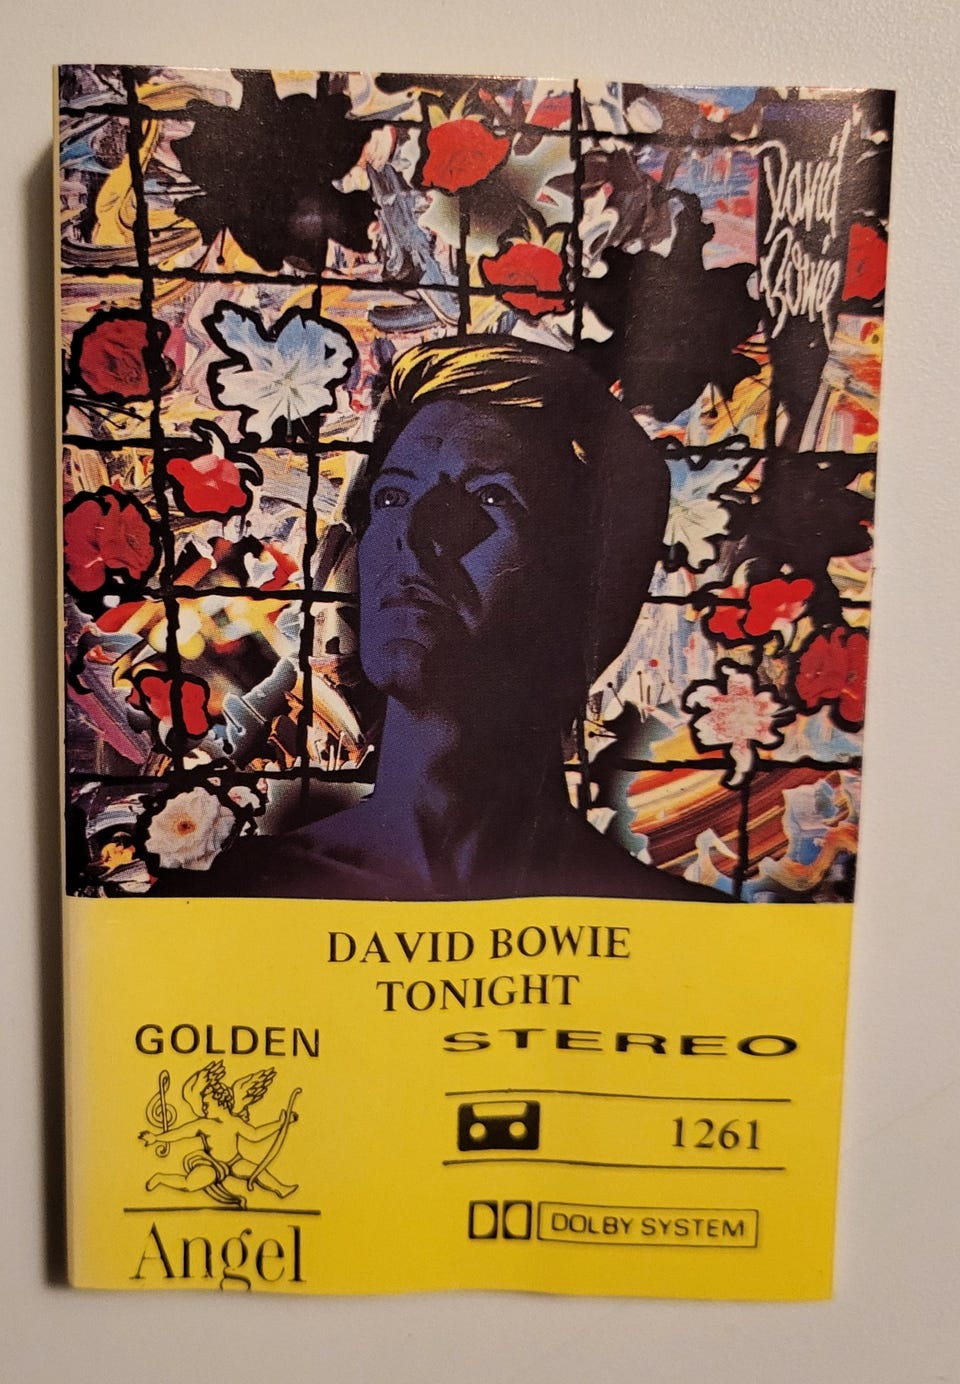 David
Bowie
DAVID BOWIE
TONIGHT
GOLDEN
Angel
STEREO
1261
DOLBY SYSTEM